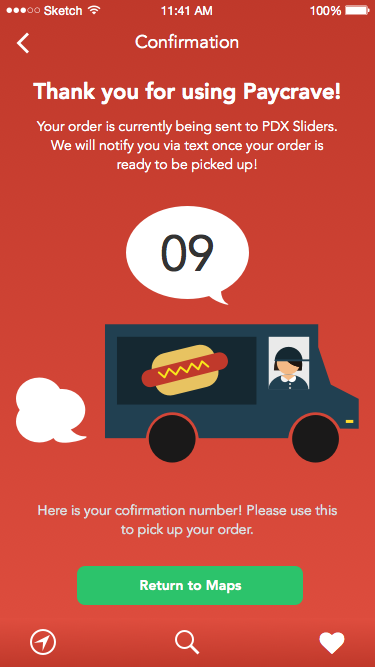 Sketch 11:41 AM 100%
Confirmation
Thank you for using Paycrave!
Your order is currently being sent to PDX Sliders.
We will notify you via text once your order is
ready to be picked up!
09
Here is your cofirmation number! Please use this
to pick up your order.
Return to Maps